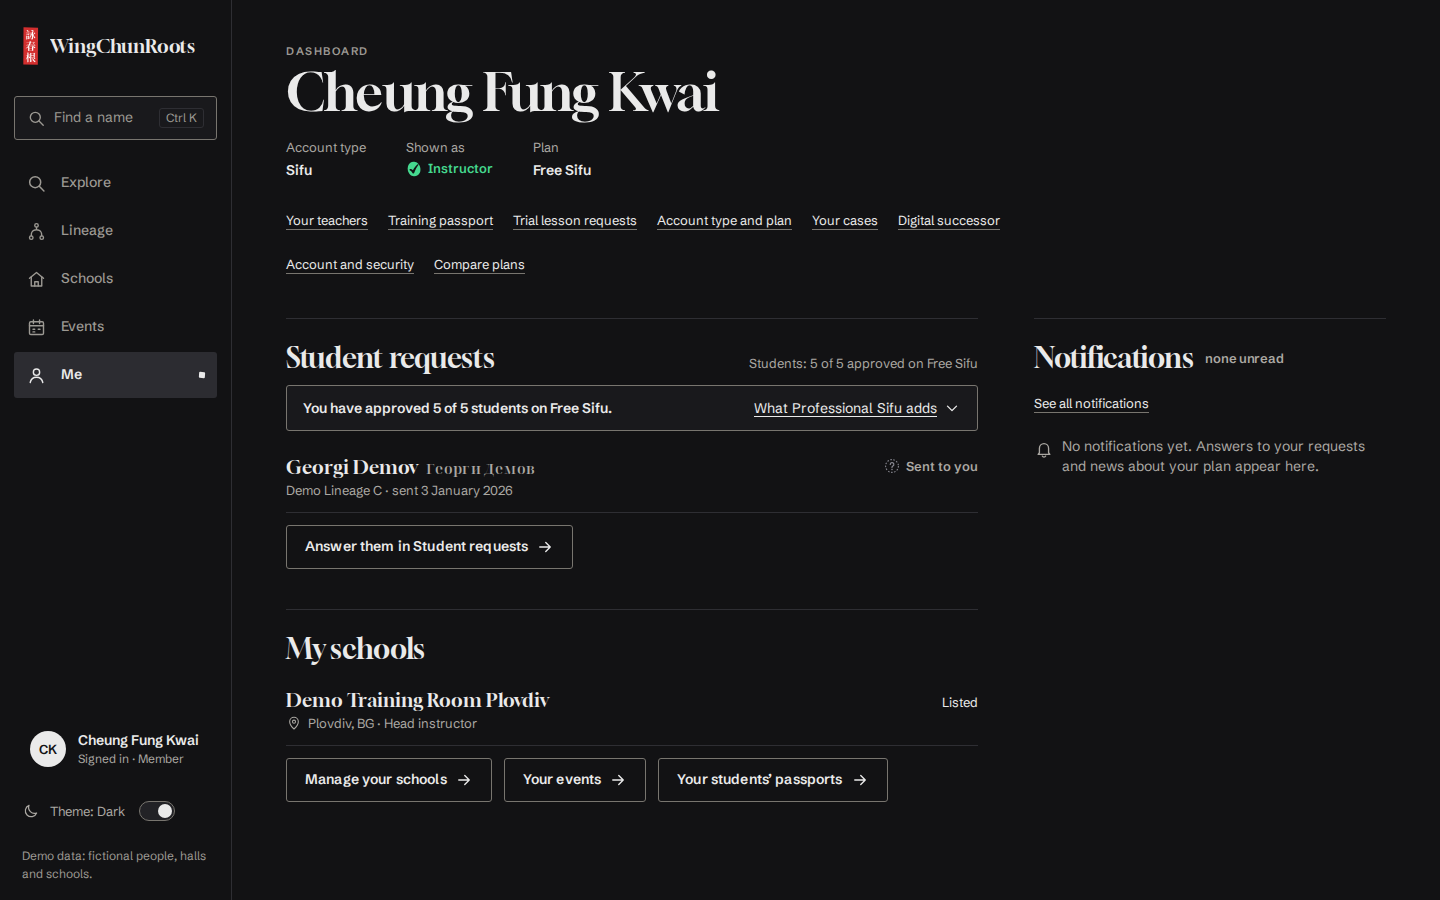 詠春根
WingChunRoots
Find a name
Ctrl K
Explore
Lineage
Schools
Events
Me
CK
Cheung Fung Kwai
Signed in · Member
Theme: Dark
Demo data: fictional people, halls
and schools.
DASHBOARD
Cheung Fung Kwai
Account type Shown as Plan
Sifu Instructor Free Sifu
Your teachers Training passport Trial lesson requests Account type and plan Your cases Digital successor
Account and security Compare plans
Student requests
Students: 5 of 5 approved on Free Sifu
You have approved 5 of 5 students on Free Sifu. What Professional Sifu adds
Georgi Demov Георги Демов Sent to you
Demo Lineage C · sent 3 January 2026
Answer them in Student requests
My schools
Demo Training Room Plovdiv Listed
Plovdiv, BG · Head instructor
Manage your schools Your events Your students’ passports
Notifications none unread
See all notifications
No notifications yet. Answers to your requests
and news about your plan appear here.